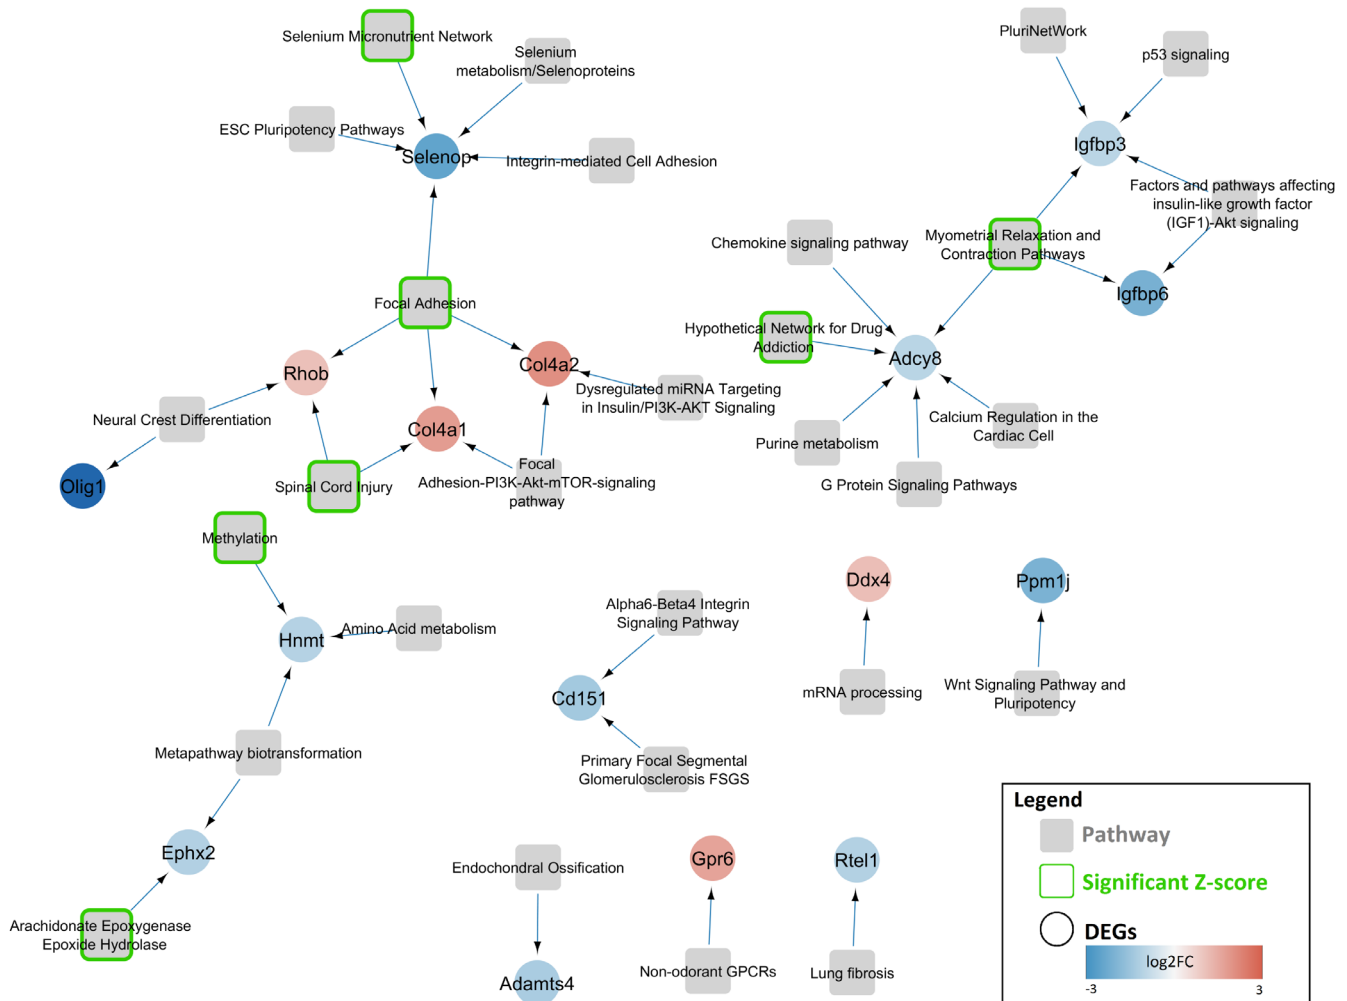 Selenium Micronutrient Network
Selenium
metabolism/Selenoproteins
ESC Pluripotency Pathways
Selenop
Integrin-mediated Cell Adhesion
Focal Adhesion
Rhob
Col4a2
Dysregulated miRNA Targeting
in Insulin/PI3K-AKT Signaling
Neural Crest Differentiation
Col4a1
Olig1
Spinal Cord Injury
Focal
Adhesion-PI3K-Akt-mTOR-signaling
pathway
PluriNetWork
p53 signaling
Igfbp3
Factors and pathways affecting
insulin-like growth factor
(IGF1)-Akt signaling
Myometrial Relaxation and
Contraction Pathways
Chemokine signaling pathway
Igfbp6
Hypothetical Network for Drug
Addiction
Adcy8
Calcium Regulation in the
Cardiac Cell
Purine metabolism
G Protein Signaling Pathways
Methylation
Hnmt
Amino Acid metabolism
Metapathway biotransformation
Ephx2
Arachidonate Epoxygenase
Epoxide Hydrolase
Alpha6-Beta4 Integrin
Signaling Pathway
Cd151
Primary Focal Segmental
Glomerulosclerosis FSGS
Ddx4
mRNA processing
Ppm1j
Wnt Signaling Pathway and
Pluripotency
Endochondral Ossification
Adamts4
Gpr6
Non-odorant GPCRs
Rtel1
Lung fibrosis
Legend
Pathway
Significant Z-score
DEGs
log2FC
-3
3